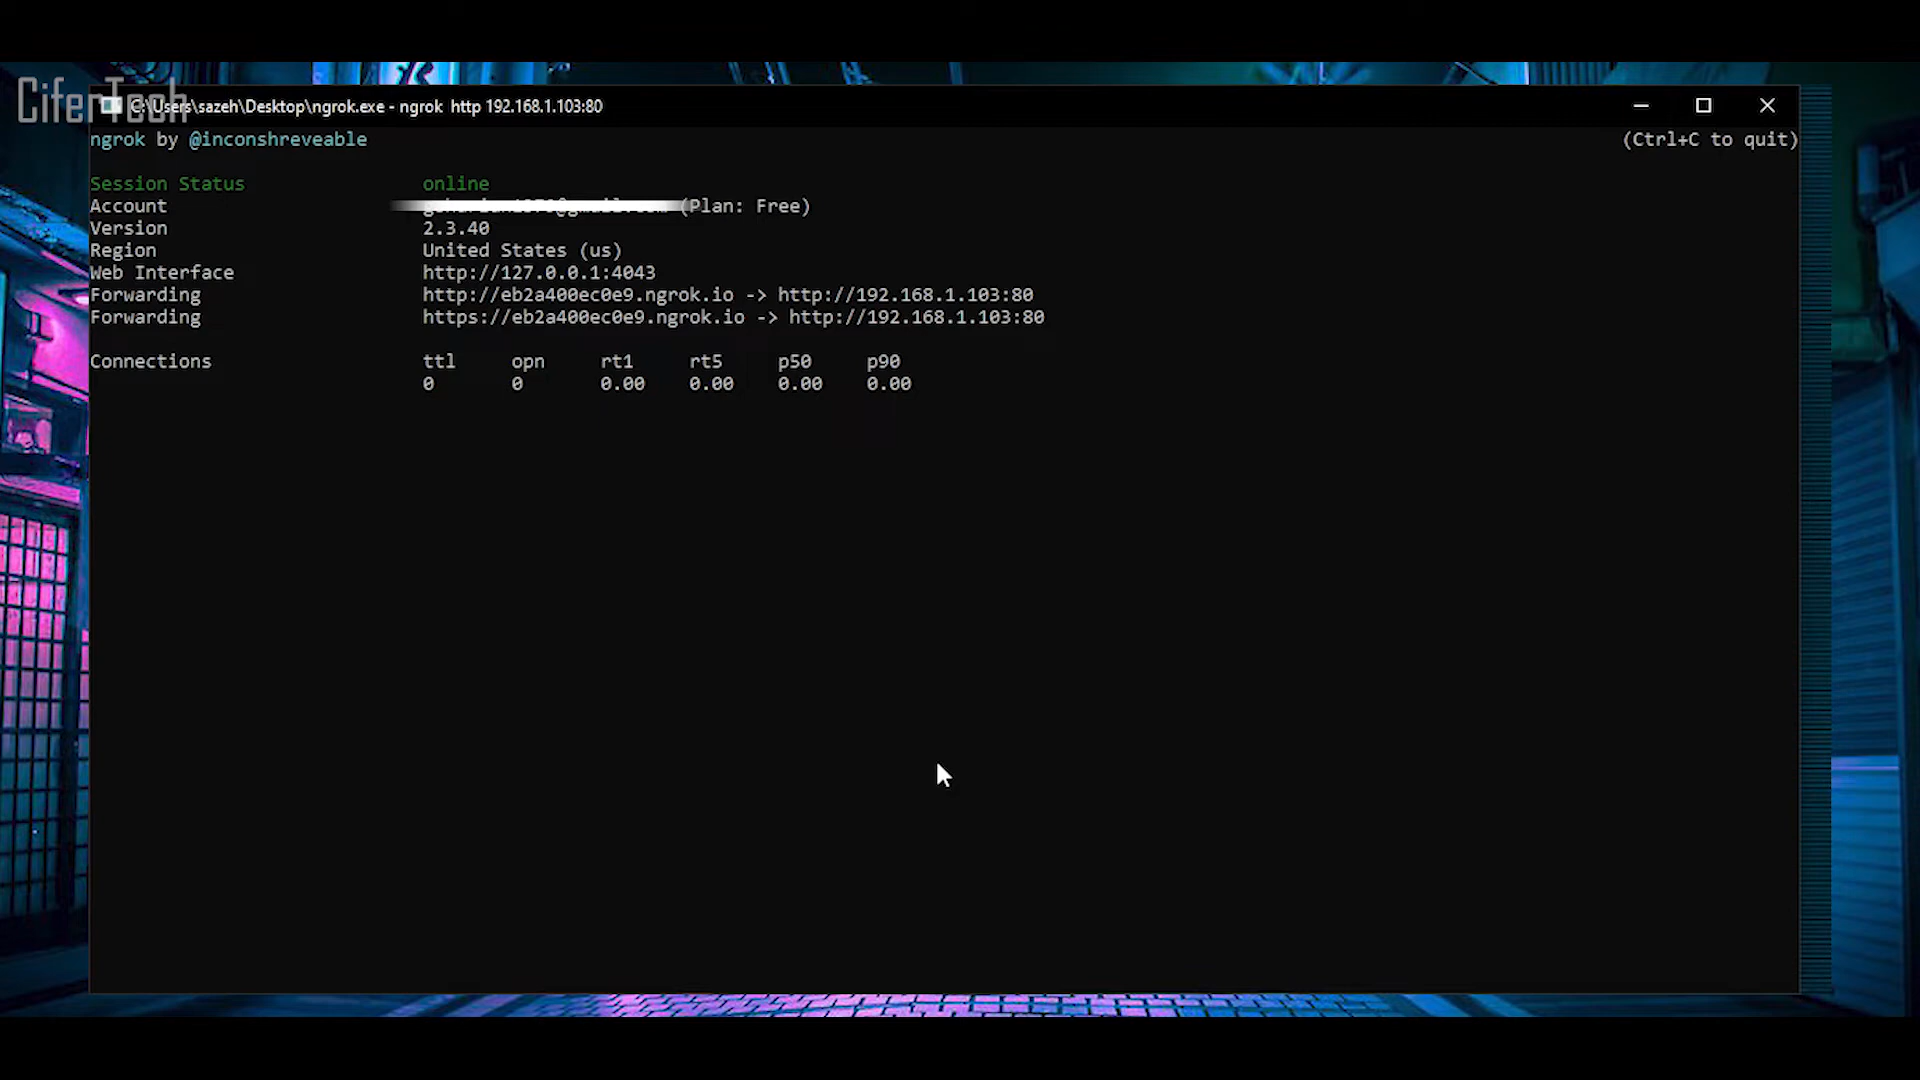 CiferTech
C:\Users\sazeh\Desktop\ngrok.exe - ngrok  http 192.168.1.103:80
ngrok by @inconshreveable (Ctrl+C to quit)
Session Status online
Account (Plan: Free)
Version 2.3.40
Region United States (us)
Web Interface http://127.0.0.1:4043
Forwarding http://eb2a400ec0e9.ngrok.io -> http://192.168.1.103:80
Forwarding https://eb2a400ec0e9.ngrok.io -> http://192.168.1.103:80
Connections ttl opn rt1 rt5 p50 p90
0 0 0.00 0.00 0.00 0.00